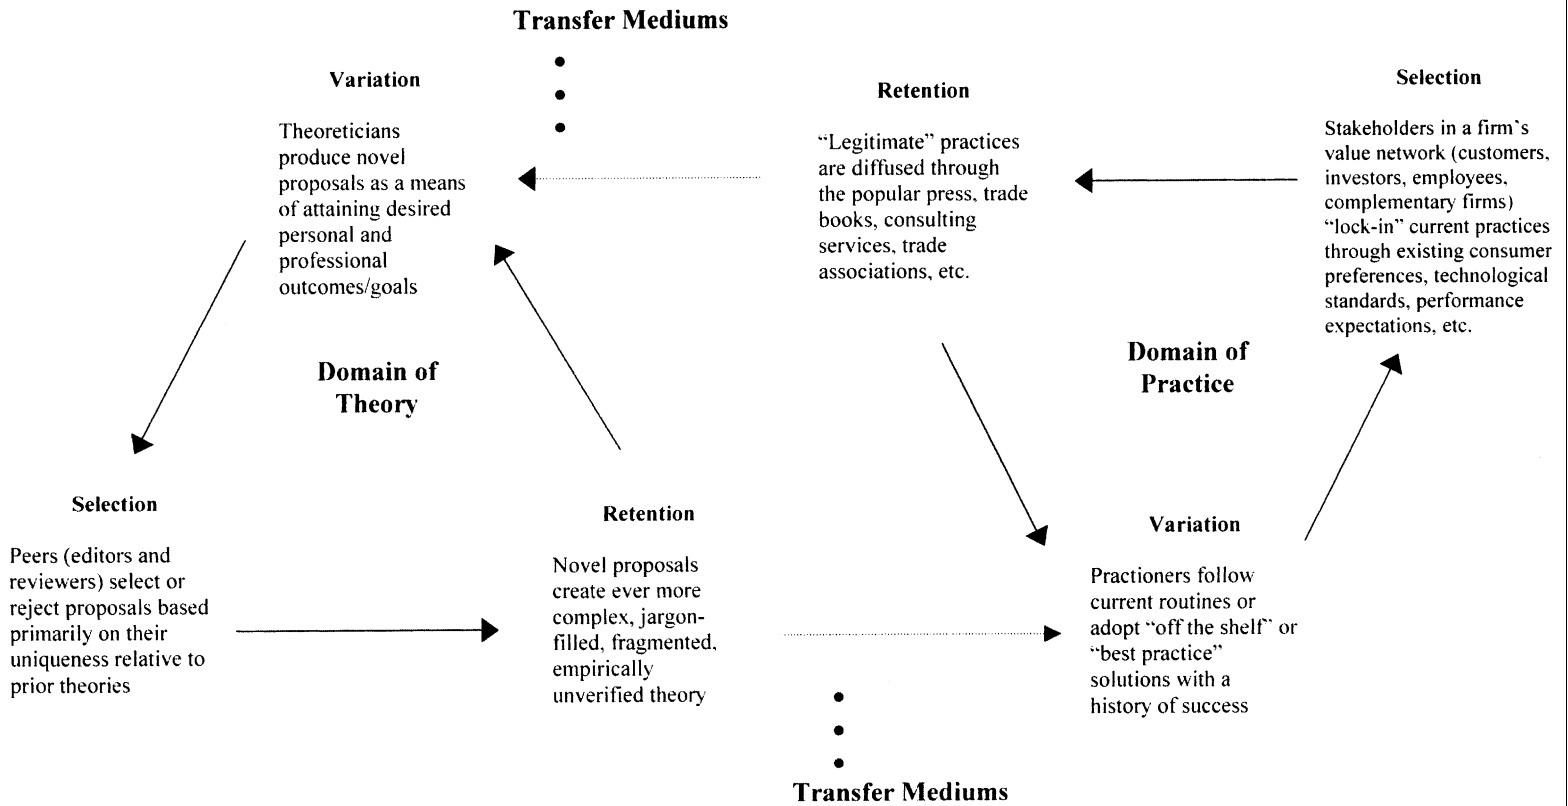 Transfer Mediums
Variation
Theoreticians
produce novel
proposals as a means
of attaining desired
personal and
professional
outcomes/goals
Retention
“Legitimate” practices
are diffused through
the popular press, trade
books, consulting
services, trade
associations, etc.
Selection
Stakeholders in a firm's
value network (customers,
investors, employees,
complementary firms)
“lock-in” current practices
through existing consumer
preferences, technological
standards, performance
expectations, etc.
Domain of
Theory
Domain of
Practice
Selection
Peers (editors and
reviewers) select or
reject proposals based
primarily on their
uniqueness relative to
prior theories
Retention
Novel proposals
create ever more
complex, jargon-
filled, fragmented,
empirically
unverified theory
Variation
Practioners follow
current routines or
adopt “off the shelf” or
“best practice”
solutions with a
history of success
Transfer Mediums